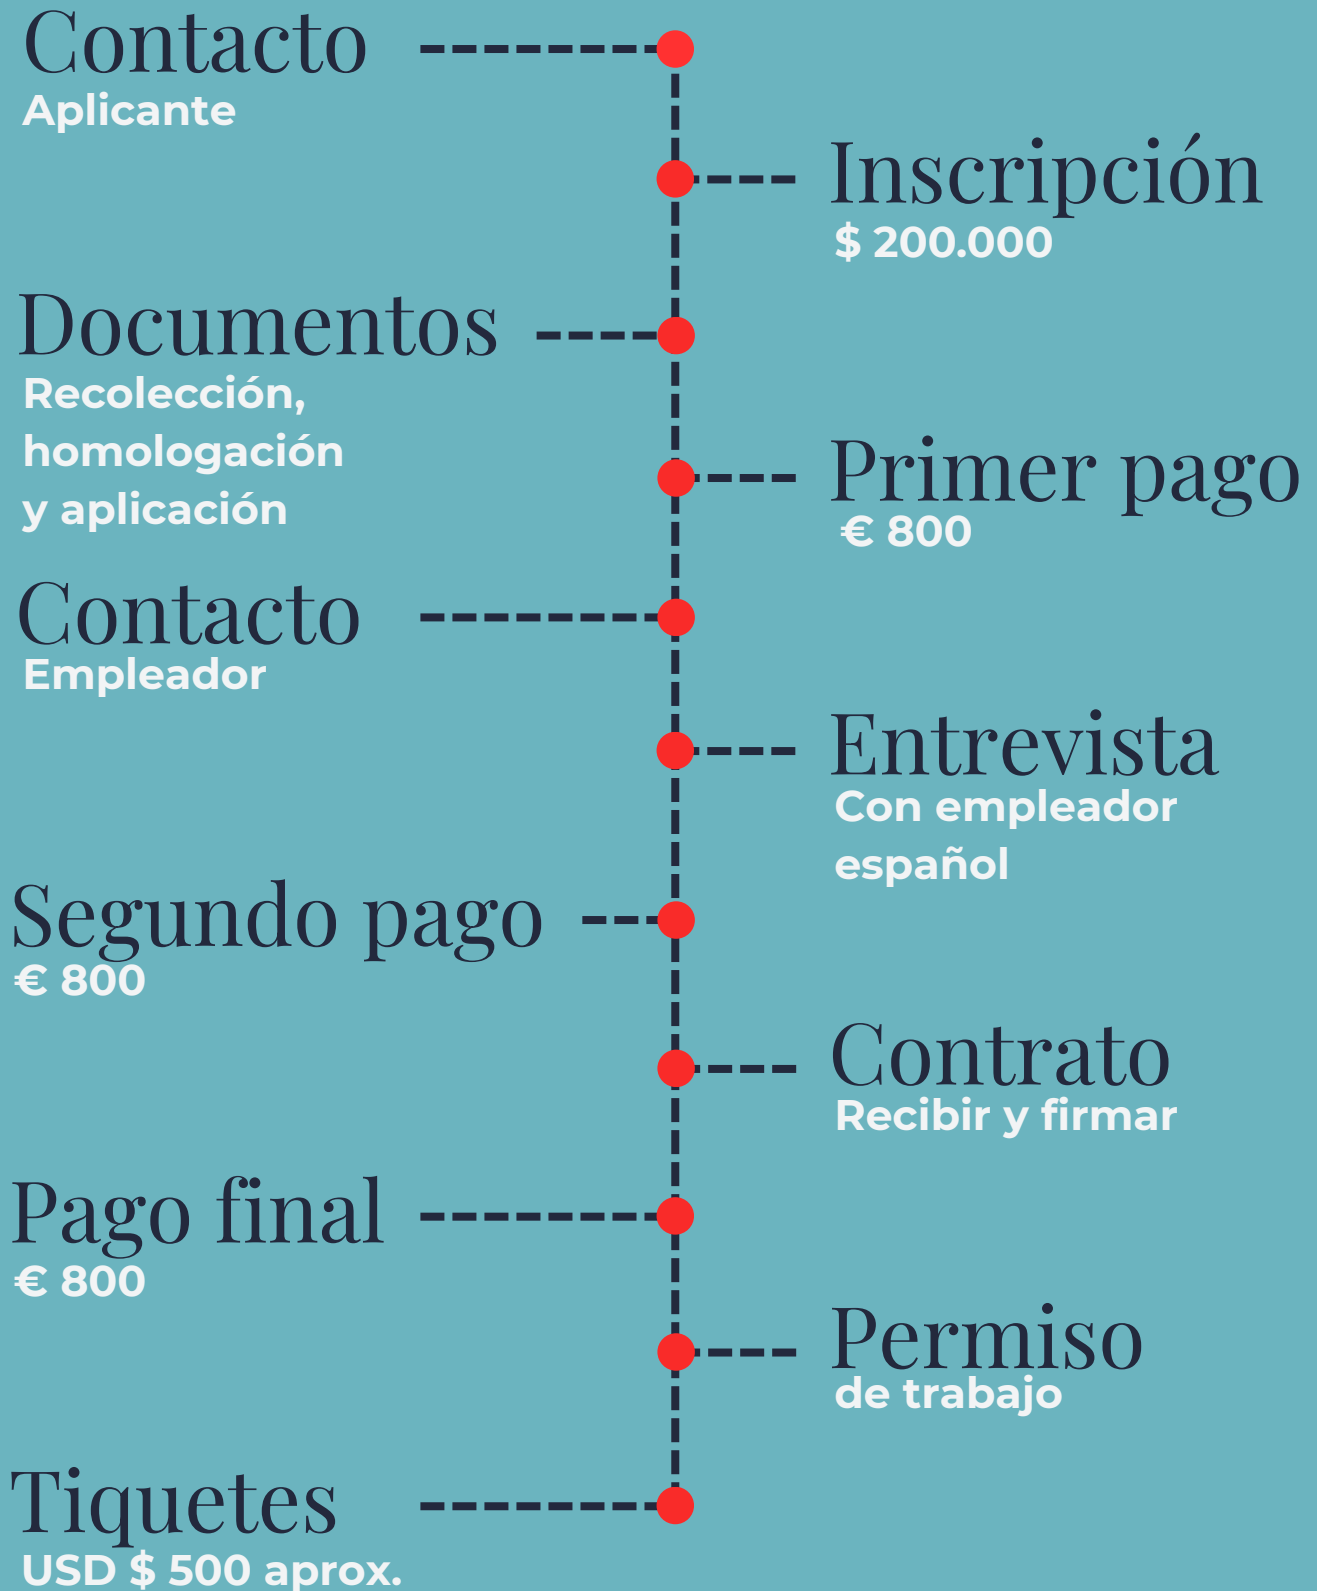 Contacto
Aplicante
Inscripción
$ 200.000
Documentos
Recolección,
homologación
y aplicación
Primer pago
€ 800
Contacto
Empleador
Entrevista
Con empleador
español
Segundo pago
€ 800
Contrato
Recibir y firmar
Pago final
€ 800
Permiso
de trabajo
Tiquetes
USD $ 500 aprox.